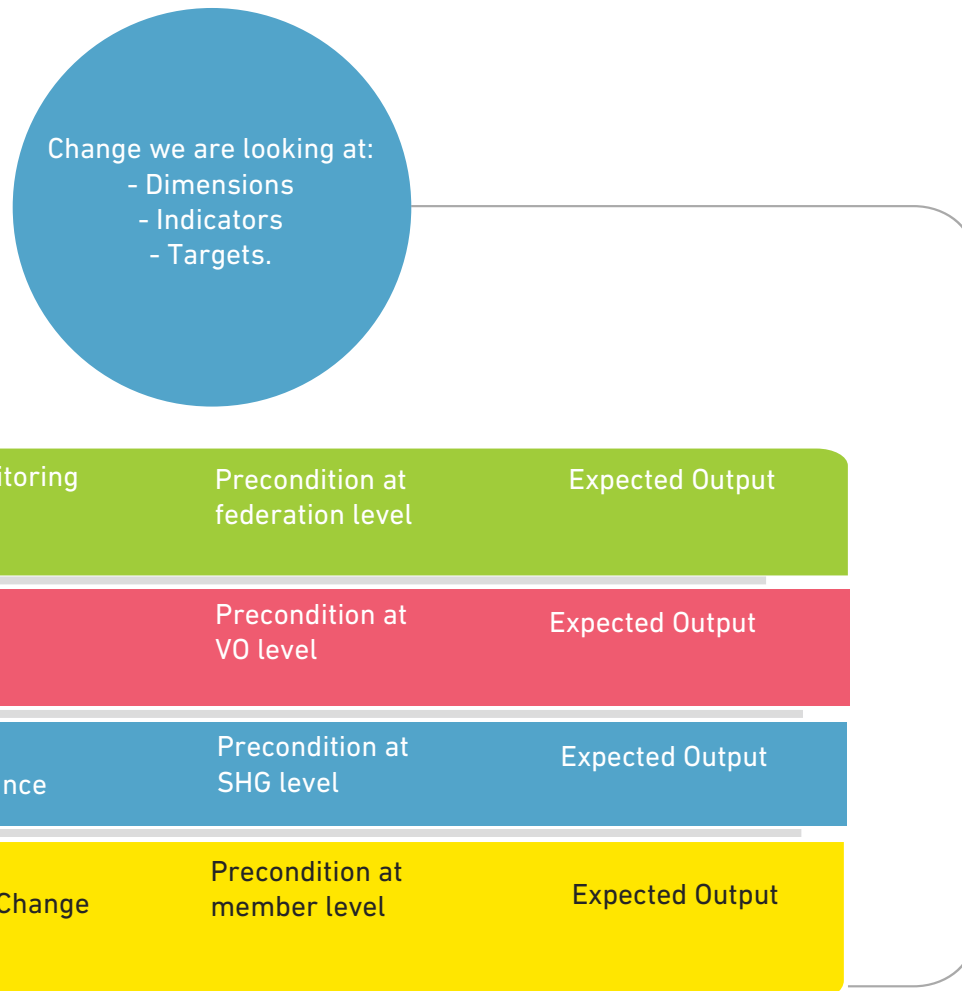 Change we are looking at:
- Dimensions
- Indicators
- Targets.
itoring
Precondition at
federation level
Expected Output
Precondition at
VO level
Expected Output
nce
Precondition at
SHG level
Expected Output
Change
Precondition at
member level
Expected Output